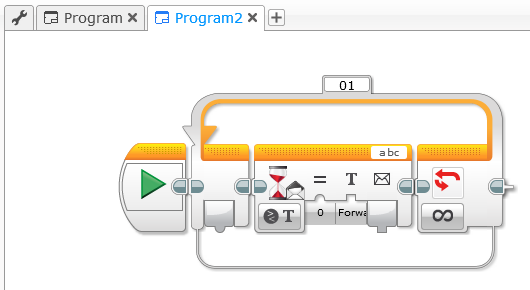 Program
Program2
01
abc
= T
T 0 Forwa
∞